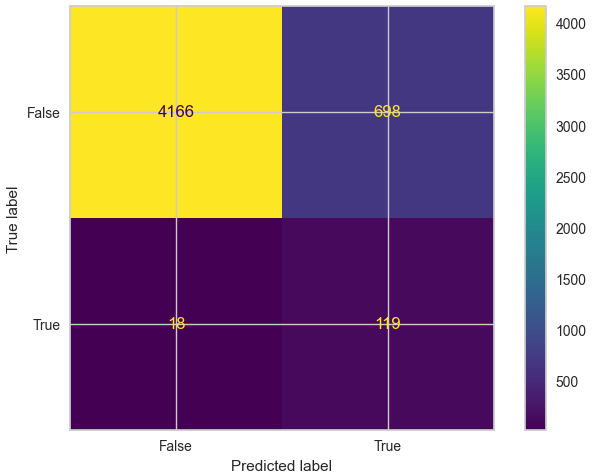 4000
3500
3000
2500
2000
1500
1000
500
True label
False
4166 698
True
18 119
False True
Predicted label